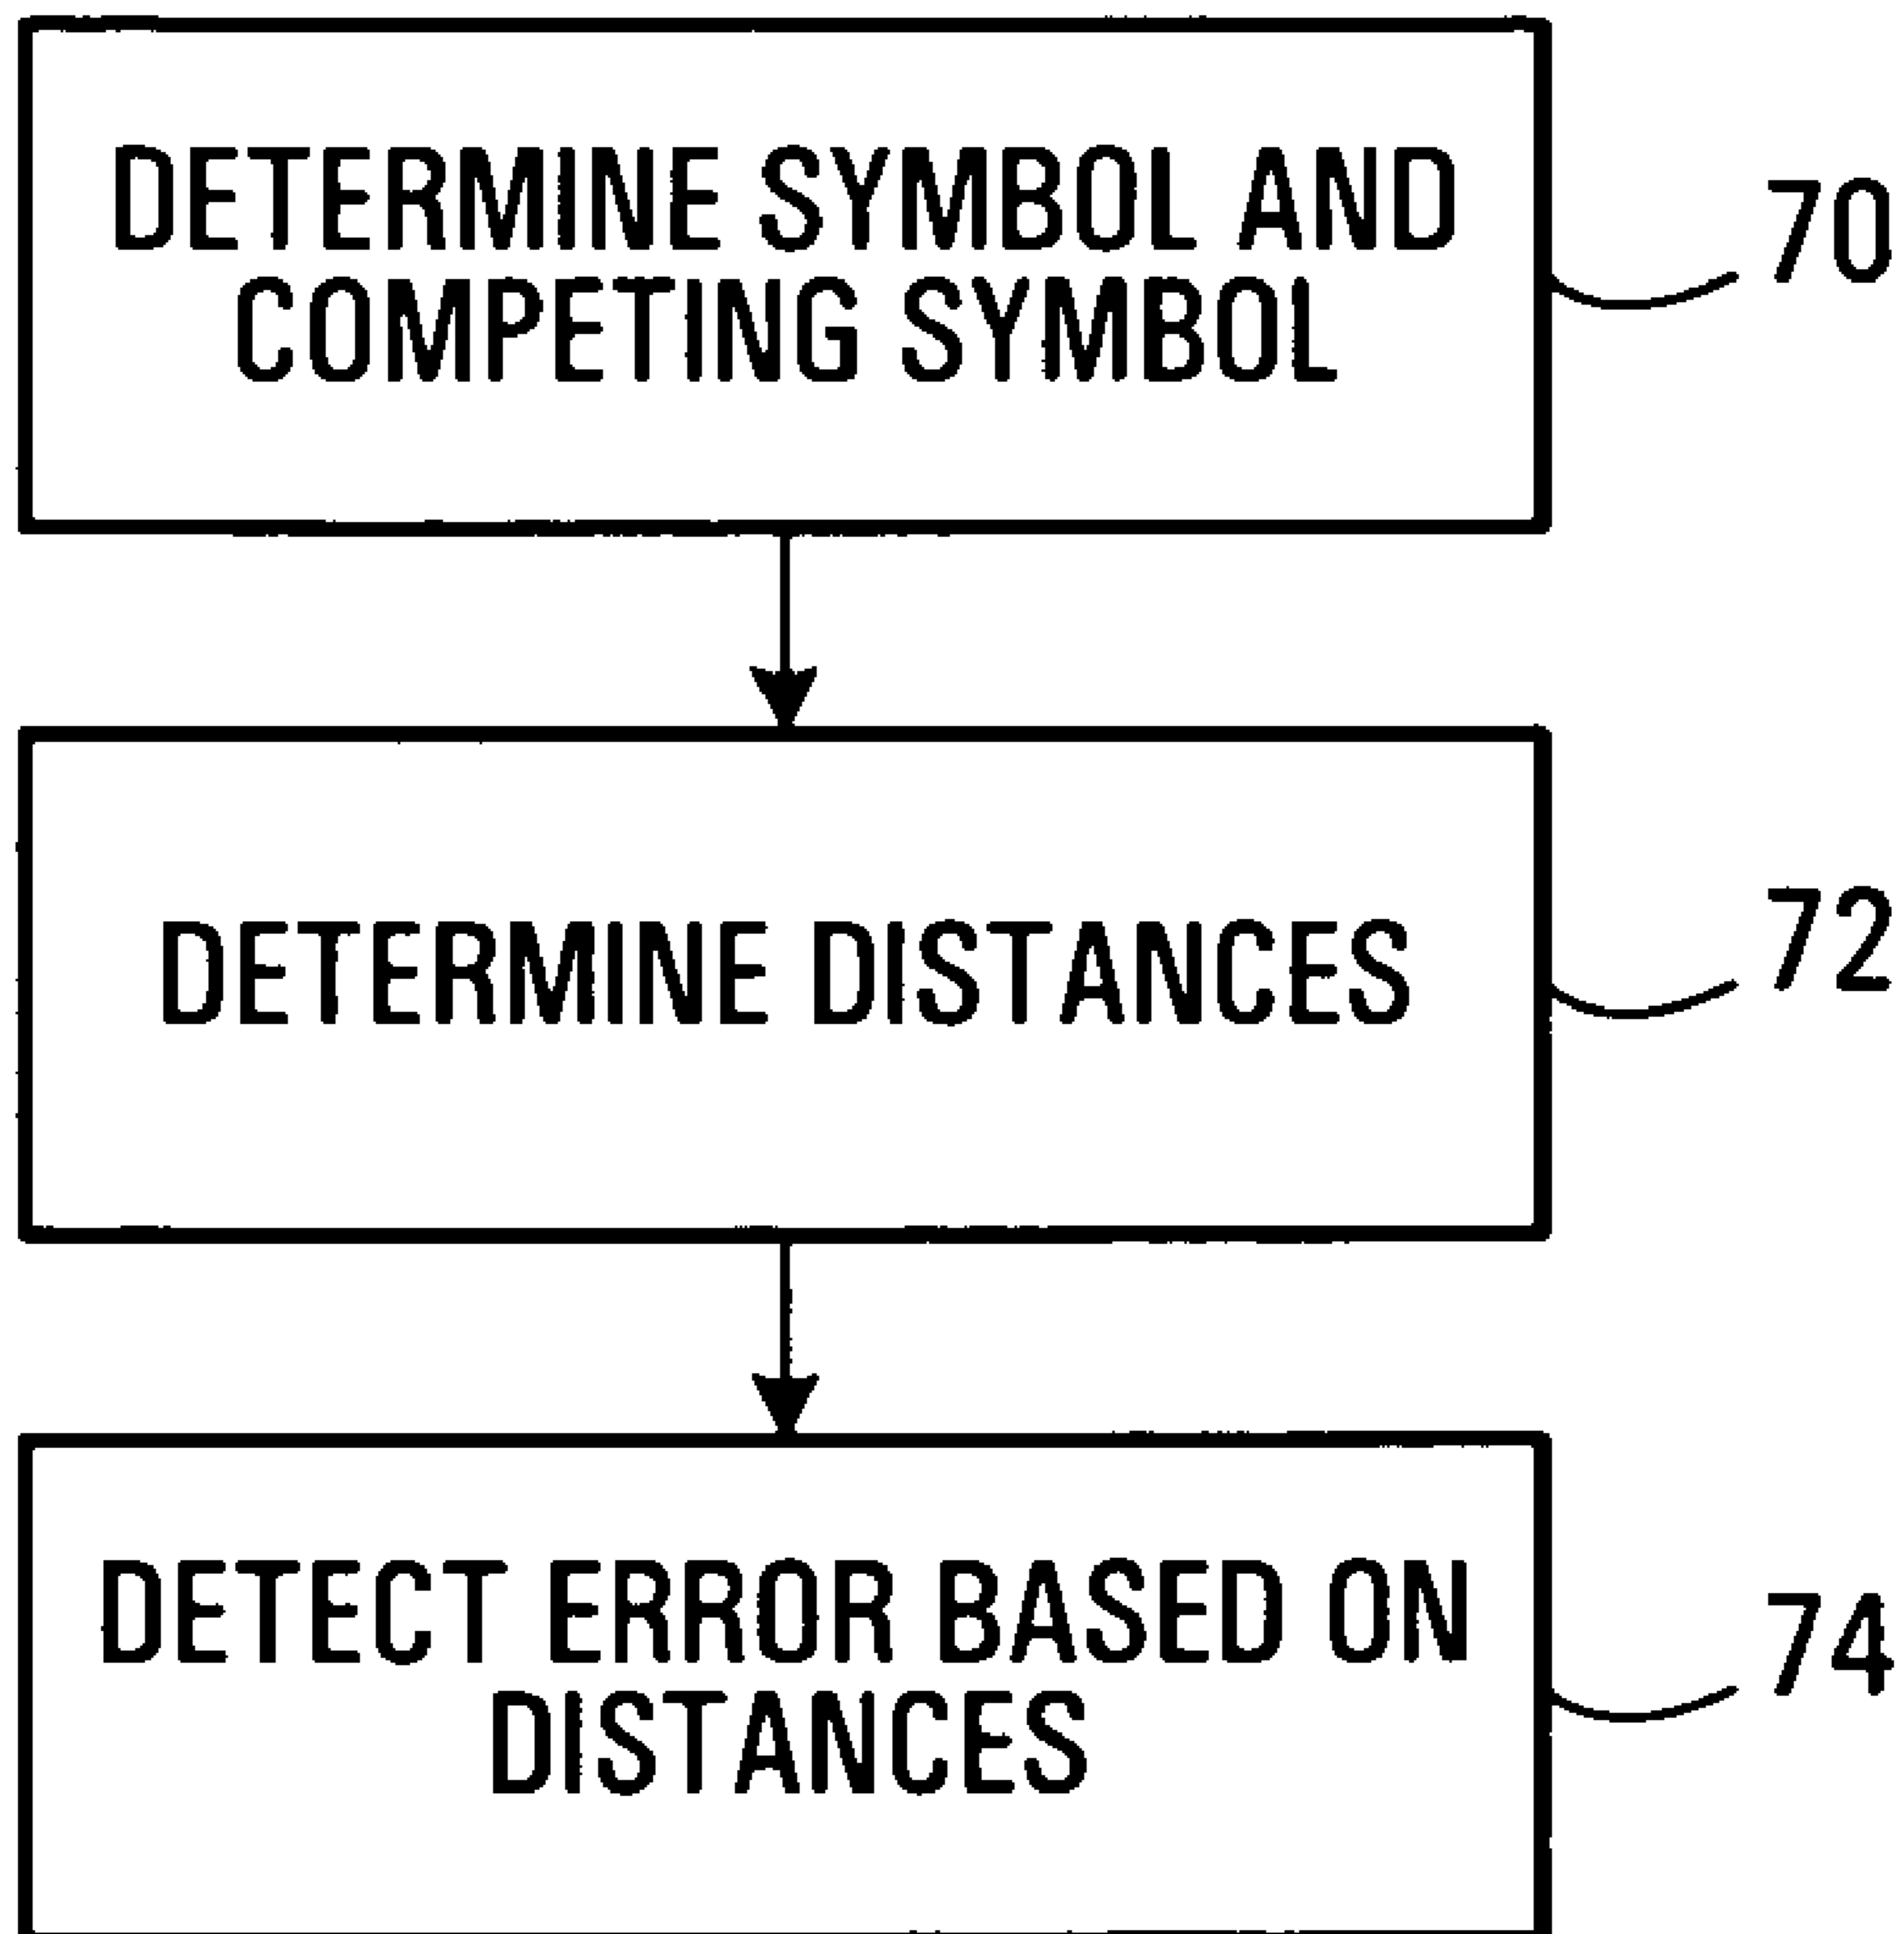 DETERMINE SYMBOL AND
COMPETING SYMBOL
70
DETERMINE DISTANCES
72
DETECT ERROR BASED ON
DISTANCES
74